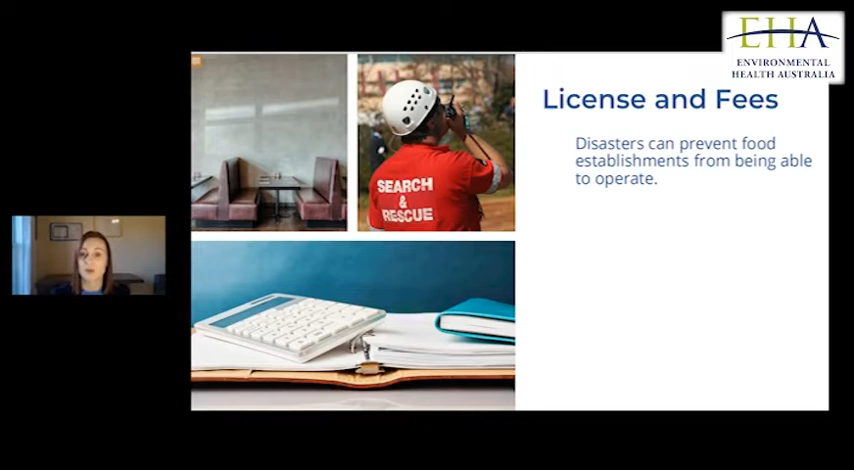 EHA
ENVIRONMENTAL
HEALTH AUSTRALIA
License and Fees
Disasters can prevent food
establishments from being able
to operate.
SEARCH
&
RESCUE